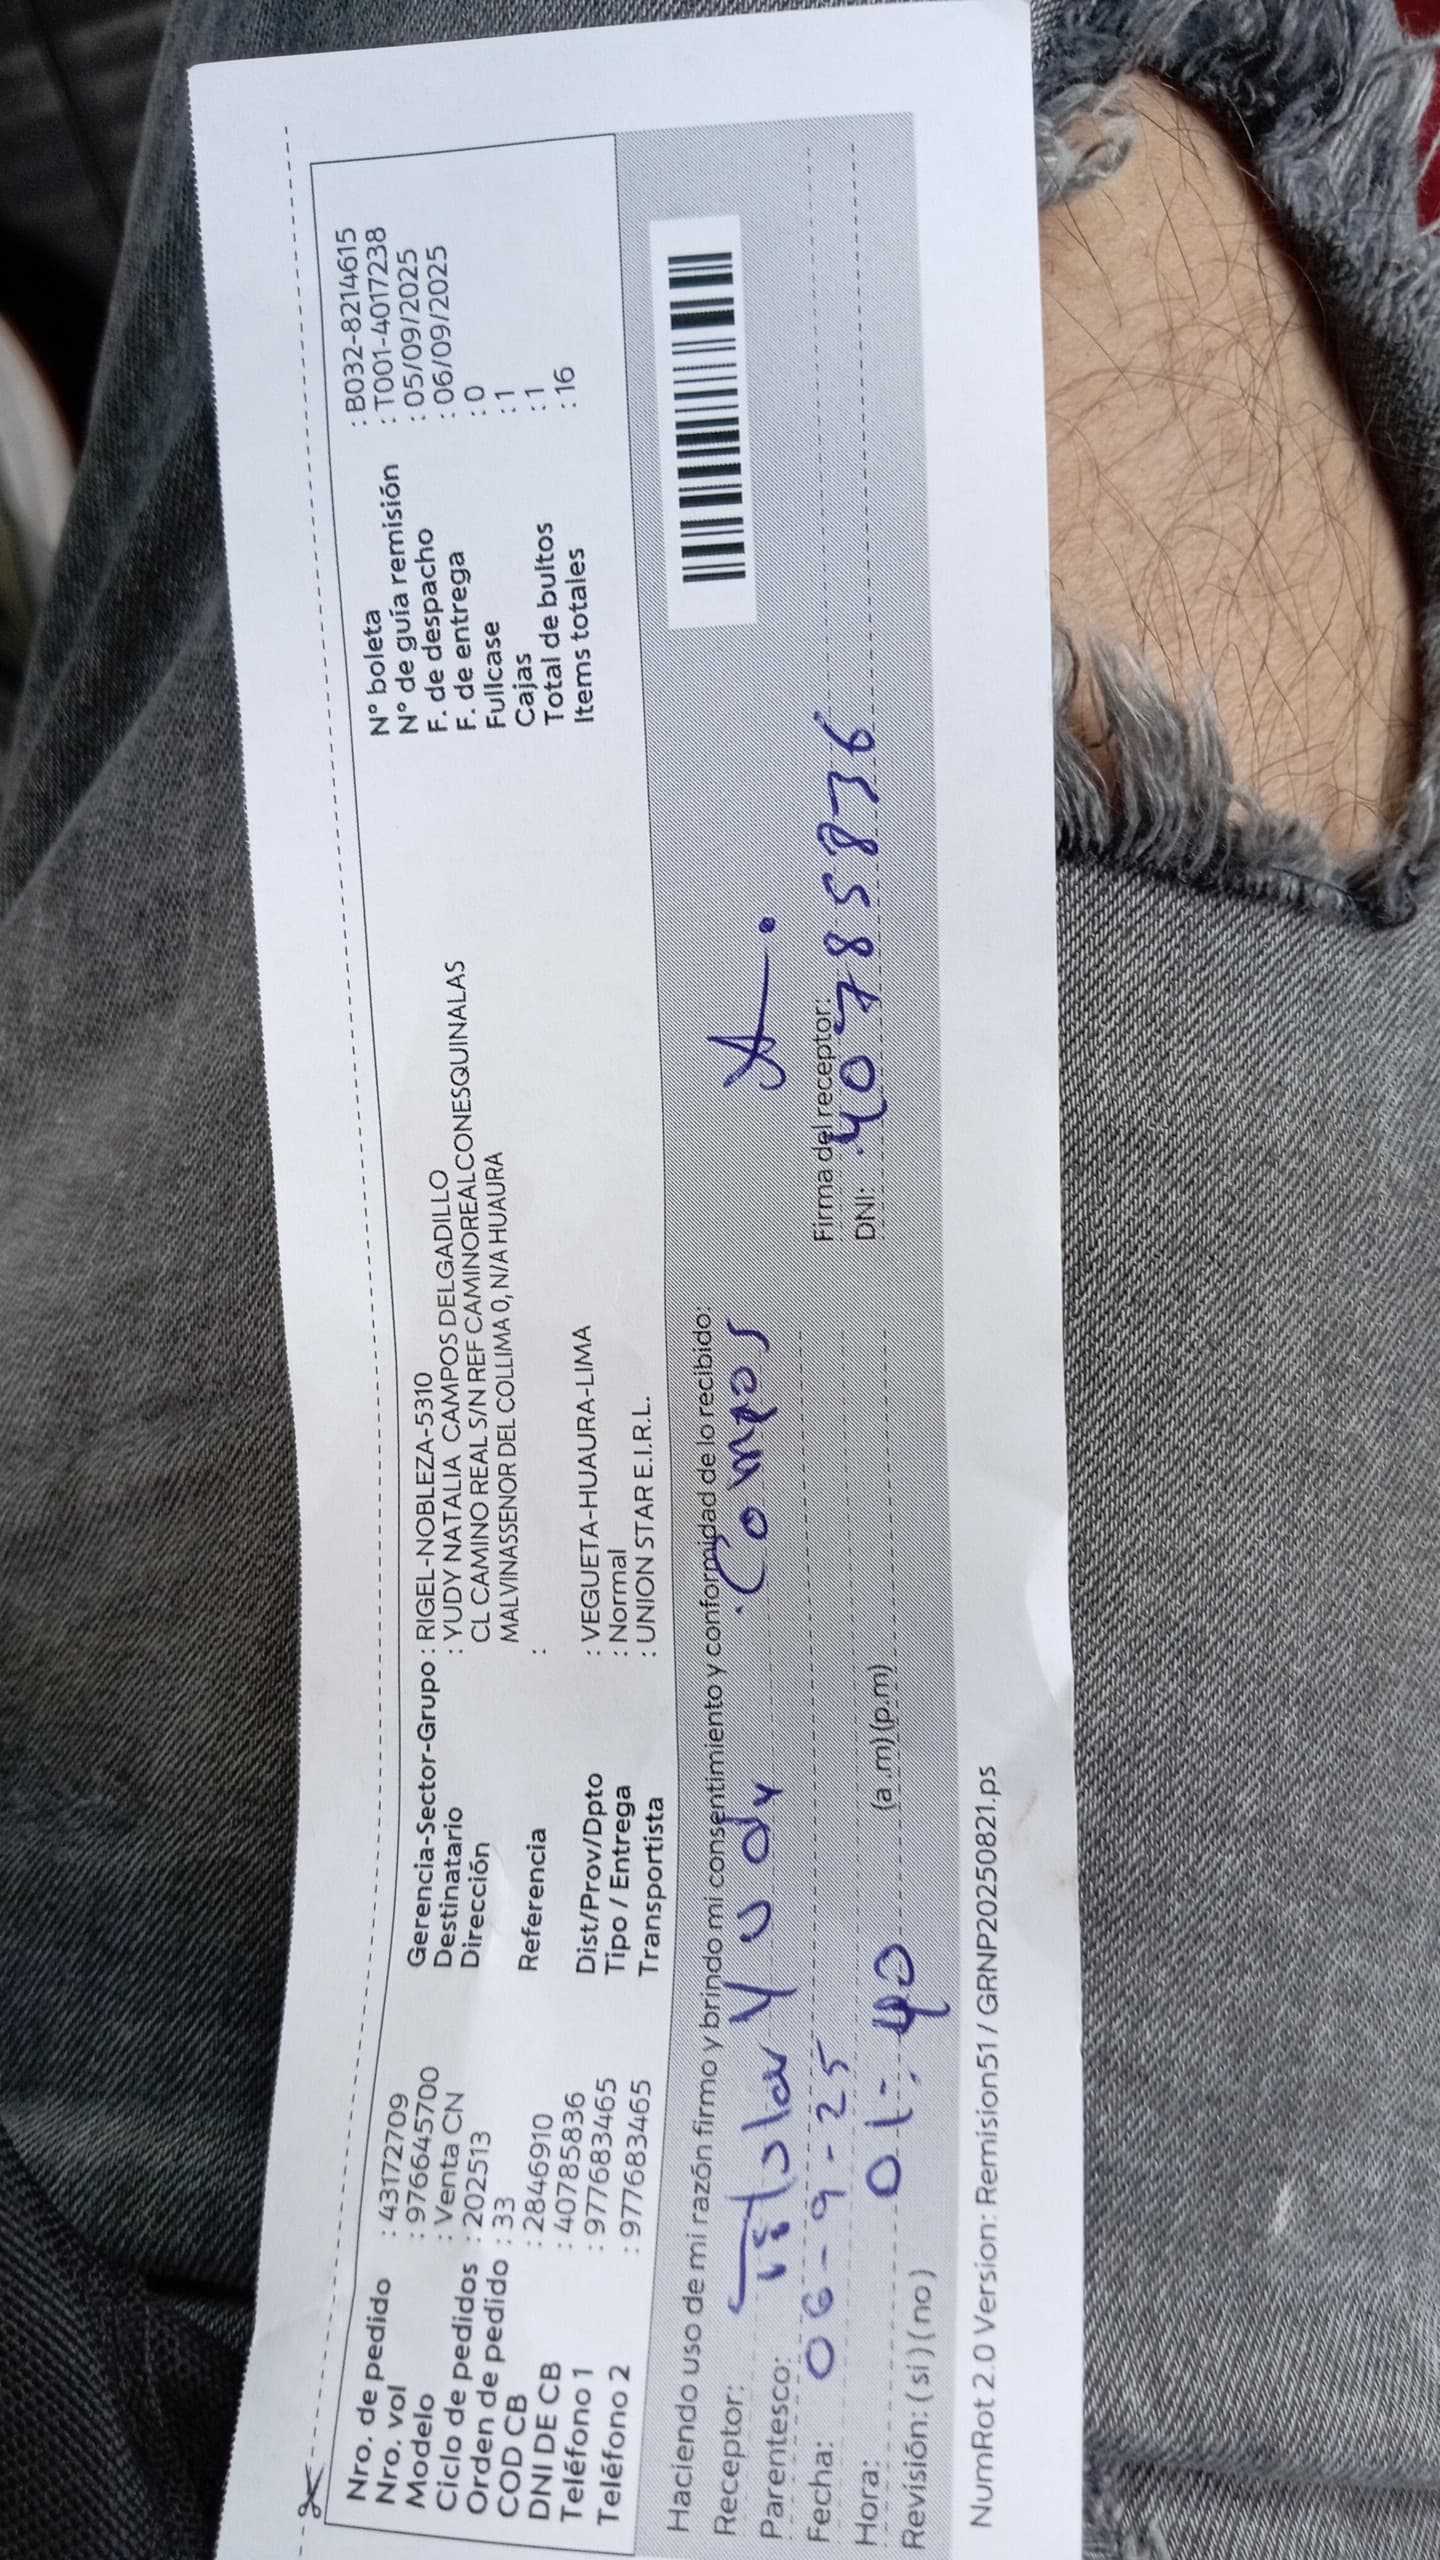 Nro. de pedido : 43172709
Nro. vol : 976645700
Modelo : Venta CN
Ciclo de pedidos : 202513
Orden de pedido : 33
COD CB : 2846910
DNI DE CB : 40785836
Teléfono 1 : 977683465
Teléfono 2 : 977683465
Gerencia-Sector-Grupo : RIGEL-NOBLEZA-5310
Destinatario : YUDY NATALIA CAMPOS DELGADILLO
Dirección CL CAMINO REAL S/N REF CAMINOREALCONESQUINALAS
MALVINASSENOR DEL COLLIMA 0, N/A HUAURA
Referencia :
Dist/Prov/Dpto : VEGUETA-HUAURA-LIMA
Tipo / Entrega : Normal
Transportista : UNION STAR E.I.R.L.
N° boleta : B032-8214615
N° de guía remisión : T001-4017238
F. de despacho : 05/09/2025
F. de entrega : 06/09/2025
Fullcase : 0
Cajas : 1
Total de bultos : 1
Items totales : 16
Haciendo uso de mi razón firmo y brindo mi consentimiento y conformidad de lo recibido:
Receptor: Yudy Campos
Parentesco: Titular
Firma del receptor:
Fecha: 06-9-25
DNI: 40785836
Hora: 01:40 (a .m) (p.m)
Revisión: ( si ) ( no )
NumRot 2.0 Version: Remision51 / GRNP20250821.ps